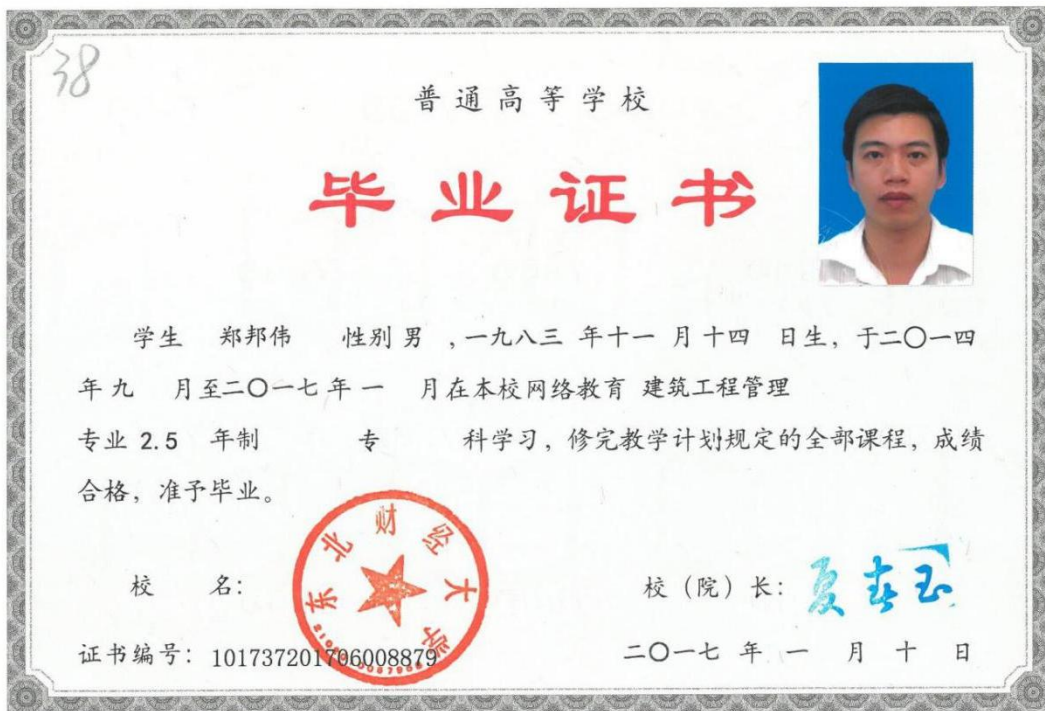 38
普通高等学校
毕业证书
学生 郑邦伟 性别 男 ,一九八三 年十一 月十四 日生，于二〇一四
年九 月至二〇一七年一 月在本校网络教育 建筑工程管理
专业 2.5 年制 专 科学习，修完教学计划规定的全部课程，成绩
合格，准予毕业。
东北财经大学
校 名：
校（院）长：夏春玉
证书编号：101737201706008879
二〇一七 年 一 月 十 日